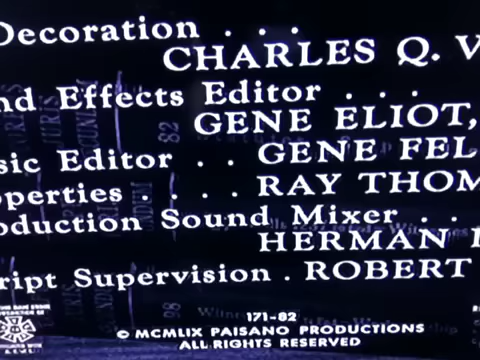 Decoration . . .
CHARLES Q. V
nd Effects Editor . . .
GENE ELIOT,
sic Editor . . GENE FEL
operties . . . . RAY THOM
oduction Sound Mixer . .
HERMAN
ript Supervision . ROBERT
171-82
© MCMLIX PAISANO PRODUCTIONS
ALL RIGHTS RESERVED